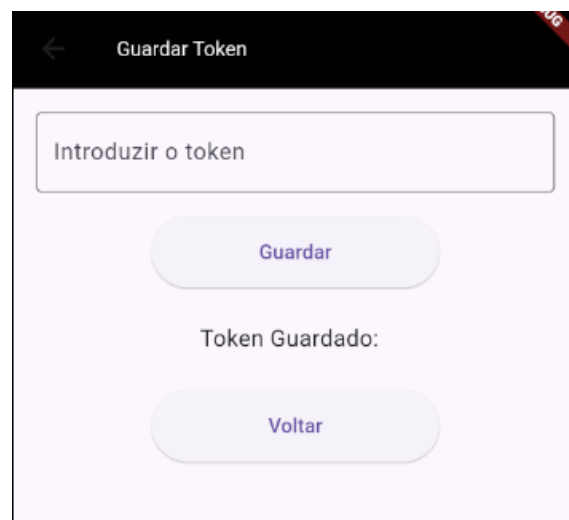 Guardar Token
Introduzir o token
Guardar
Token Guardado:
Voltar